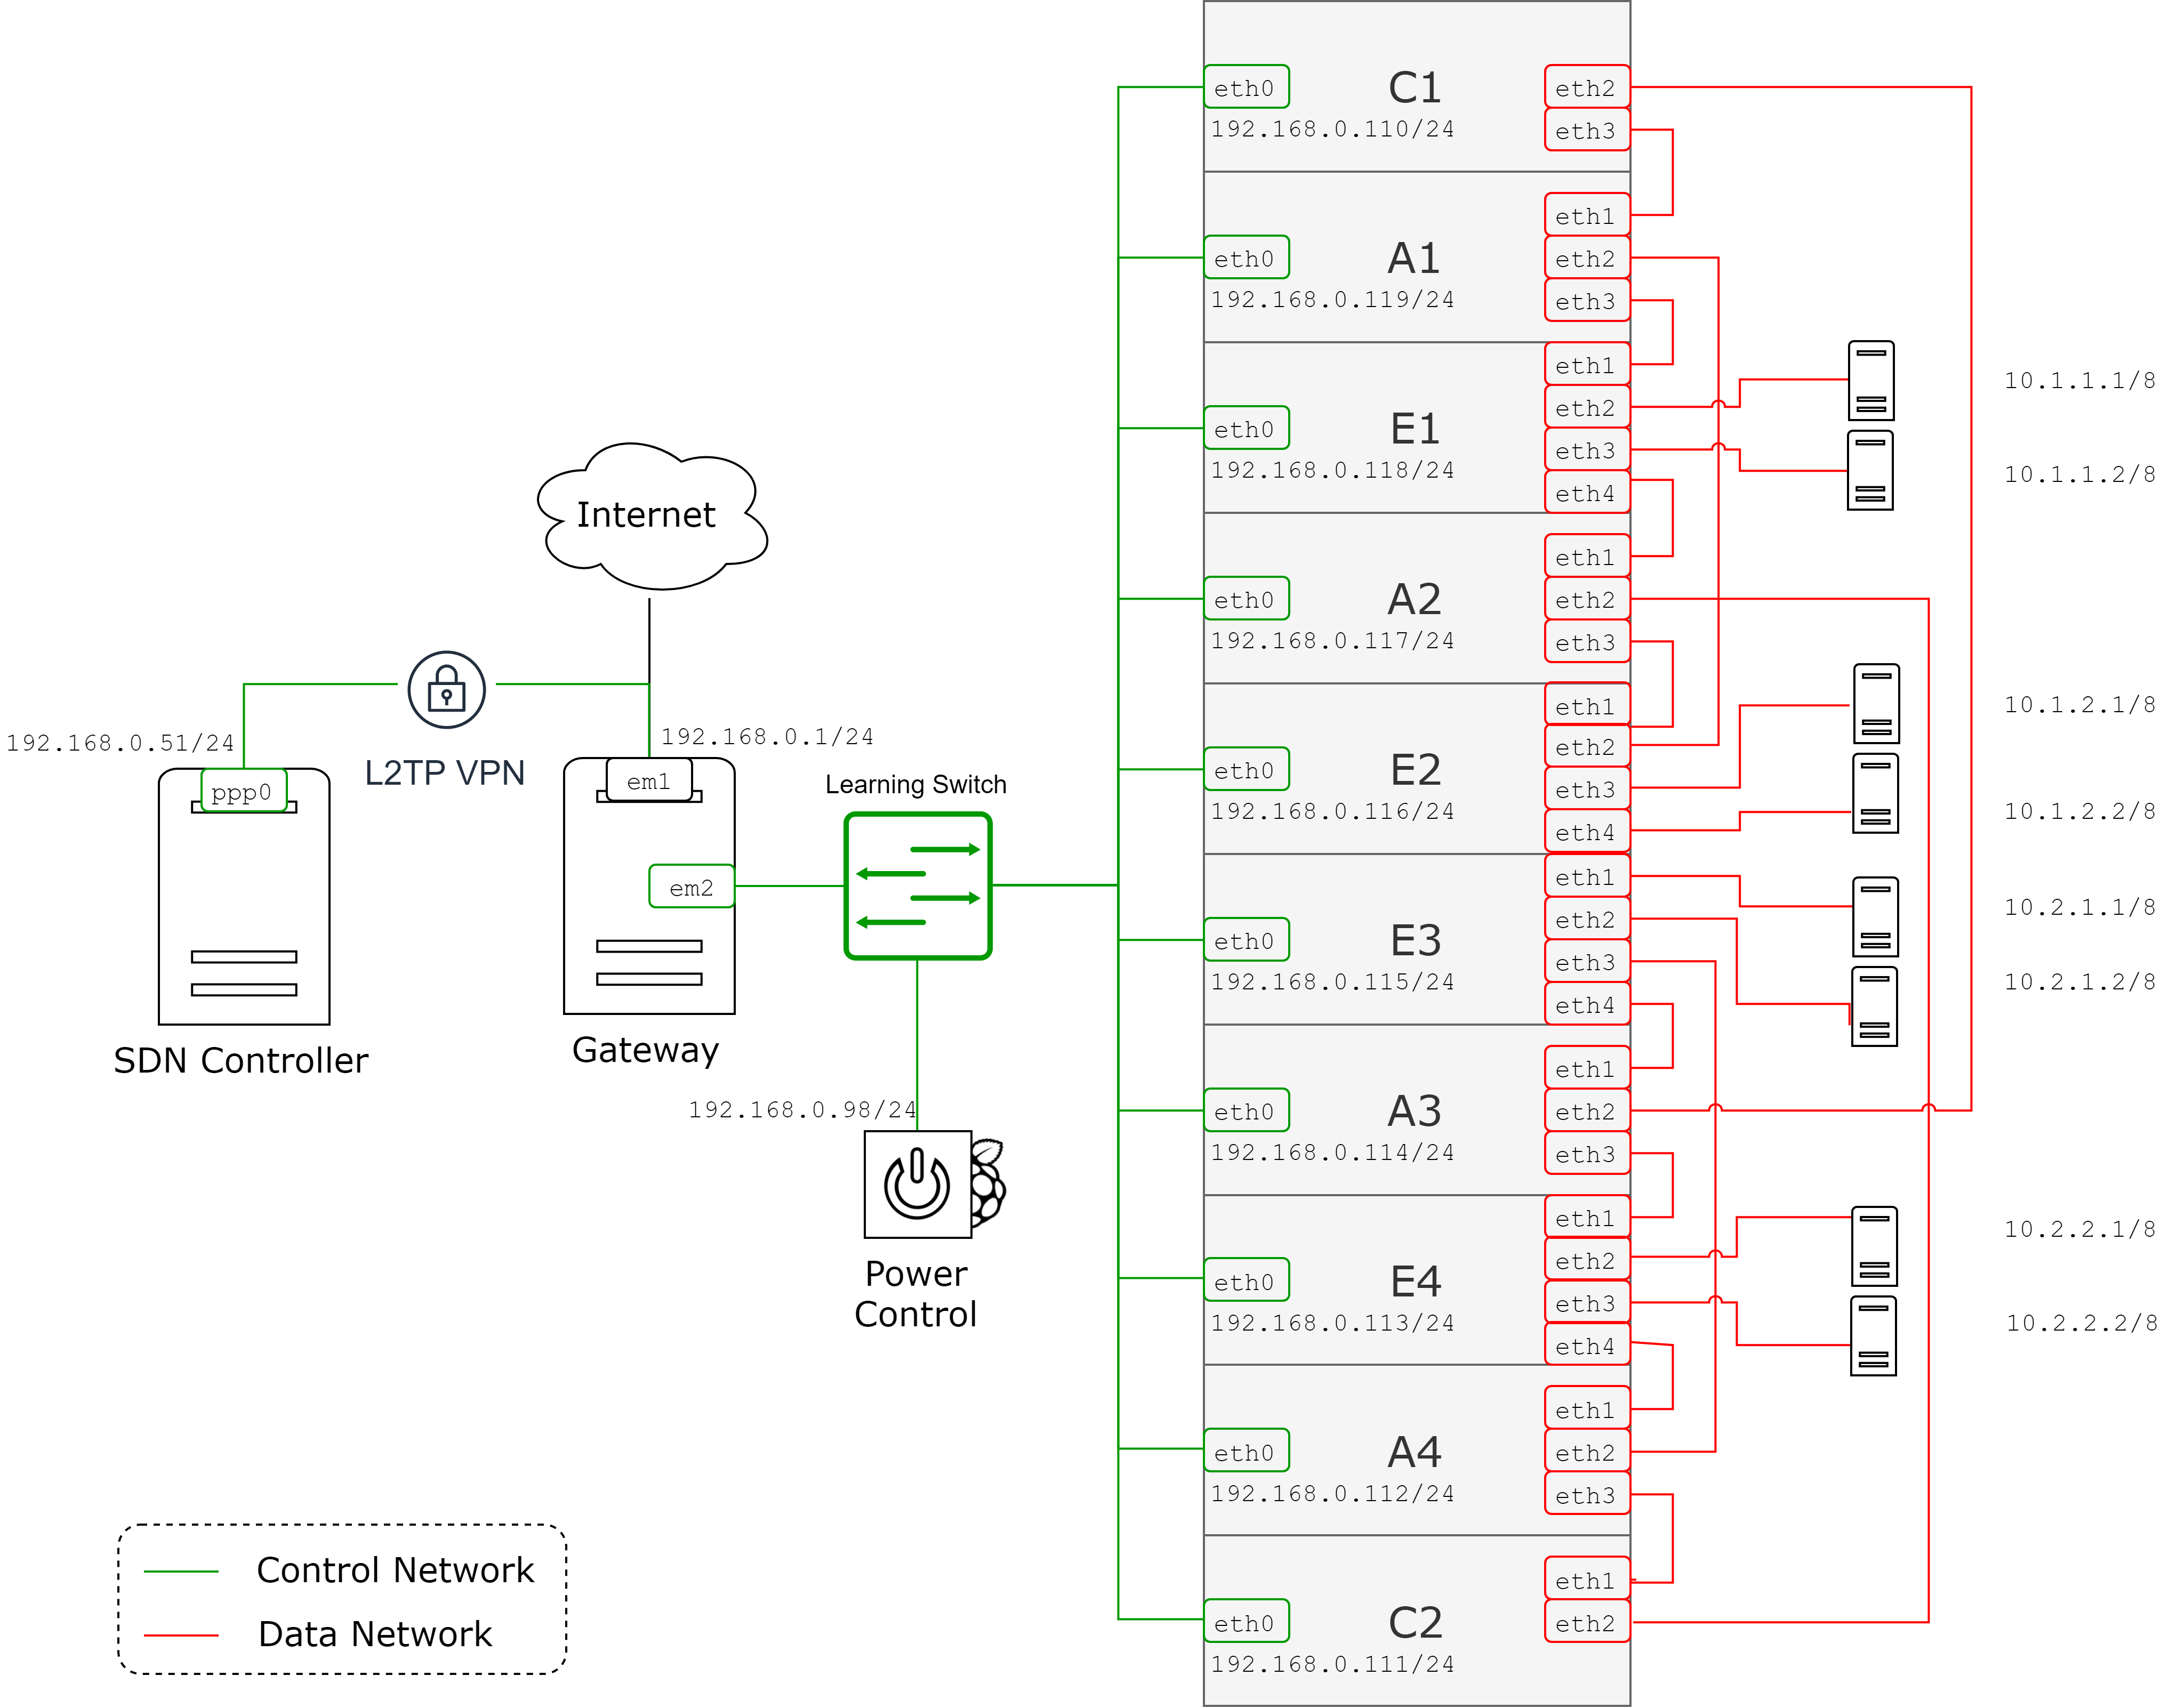 Internet
192.168.0.51/24
L2TP VPN
192.168.0.1/24
ppp0
em1
em2
Learning Switch
SDN Controller
Gateway
192.168.0.98/24
Power
Control
Control Network
Data Network
eth0
C1
192.168.0.110/24
eth2
eth3
eth0
A1
192.168.0.119/24
eth1
eth2
eth3
eth0
E1
192.168.0.118/24
eth1
eth2
eth3
eth4
eth0
A2
192.168.0.117/24
eth1
eth2
eth3
eth0
E2
192.168.0.116/24
eth1
eth2
eth3
eth4
eth0
E3
192.168.0.115/24
eth1
eth2
eth3
eth4
eth0
A3
192.168.0.114/24
eth1
eth2
eth3
eth0
E4
192.168.0.113/24
eth1
eth2
eth3
eth4
eth0
A4
192.168.0.112/24
eth1
eth2
eth3
eth0
C2
192.168.0.111/24
eth1
eth2
10.1.1.1/8
10.1.1.2/8
10.1.2.1/8
10.1.2.2/8
10.2.1.1/8
10.2.1.2/8
10.2.2.1/8
10.2.2.2/8